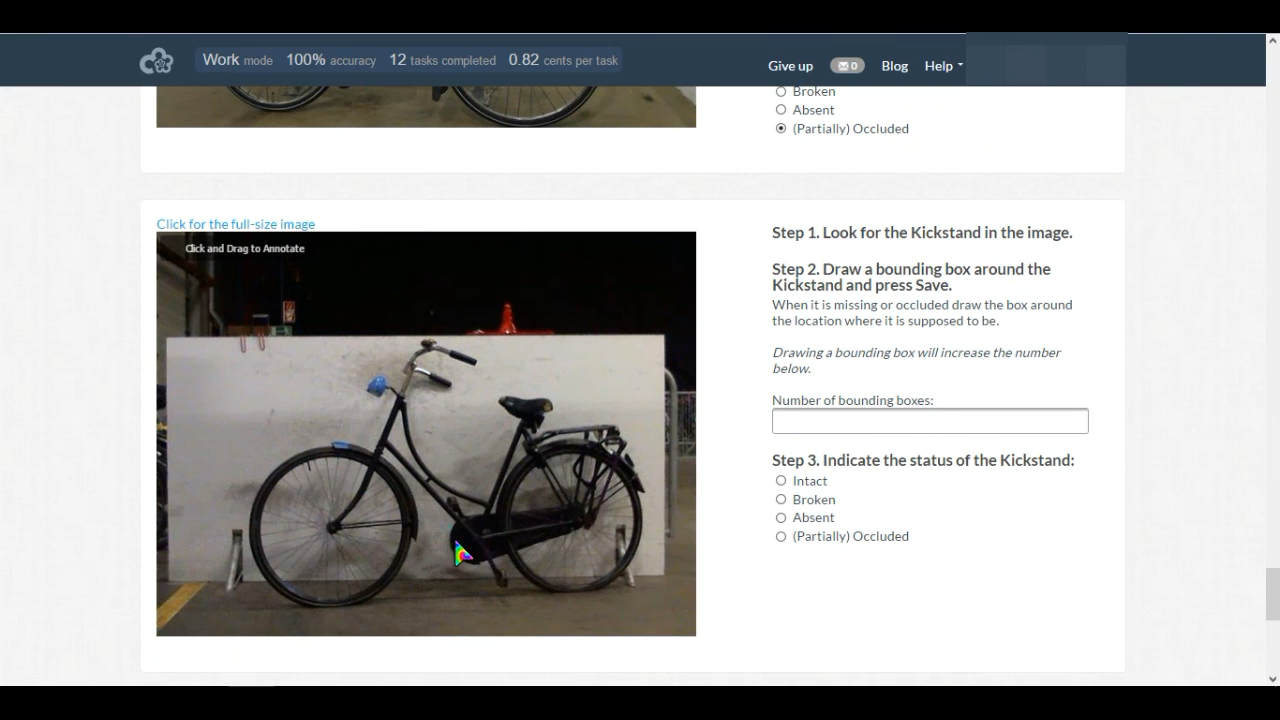 Work mode 100% accuracy 12 tasks completed 0.82 cents per task
Give up 0 Blog Help
Broken
Absent
(Partially) Occluded
Click for the full-size image
Click and Drag to Annotate
Step 1. Look for the Kickstand in the image.
Step 2. Draw a bounding box around the
Kickstand and press Save.
When it is missing or occluded draw the box around
the location where it is supposed to be.
Drawing a bounding box will increase the number
below.
Number of bounding boxes:
Step 3. Indicate the status of the Kickstand:
Intact
Broken
Absent
(Partially) Occluded